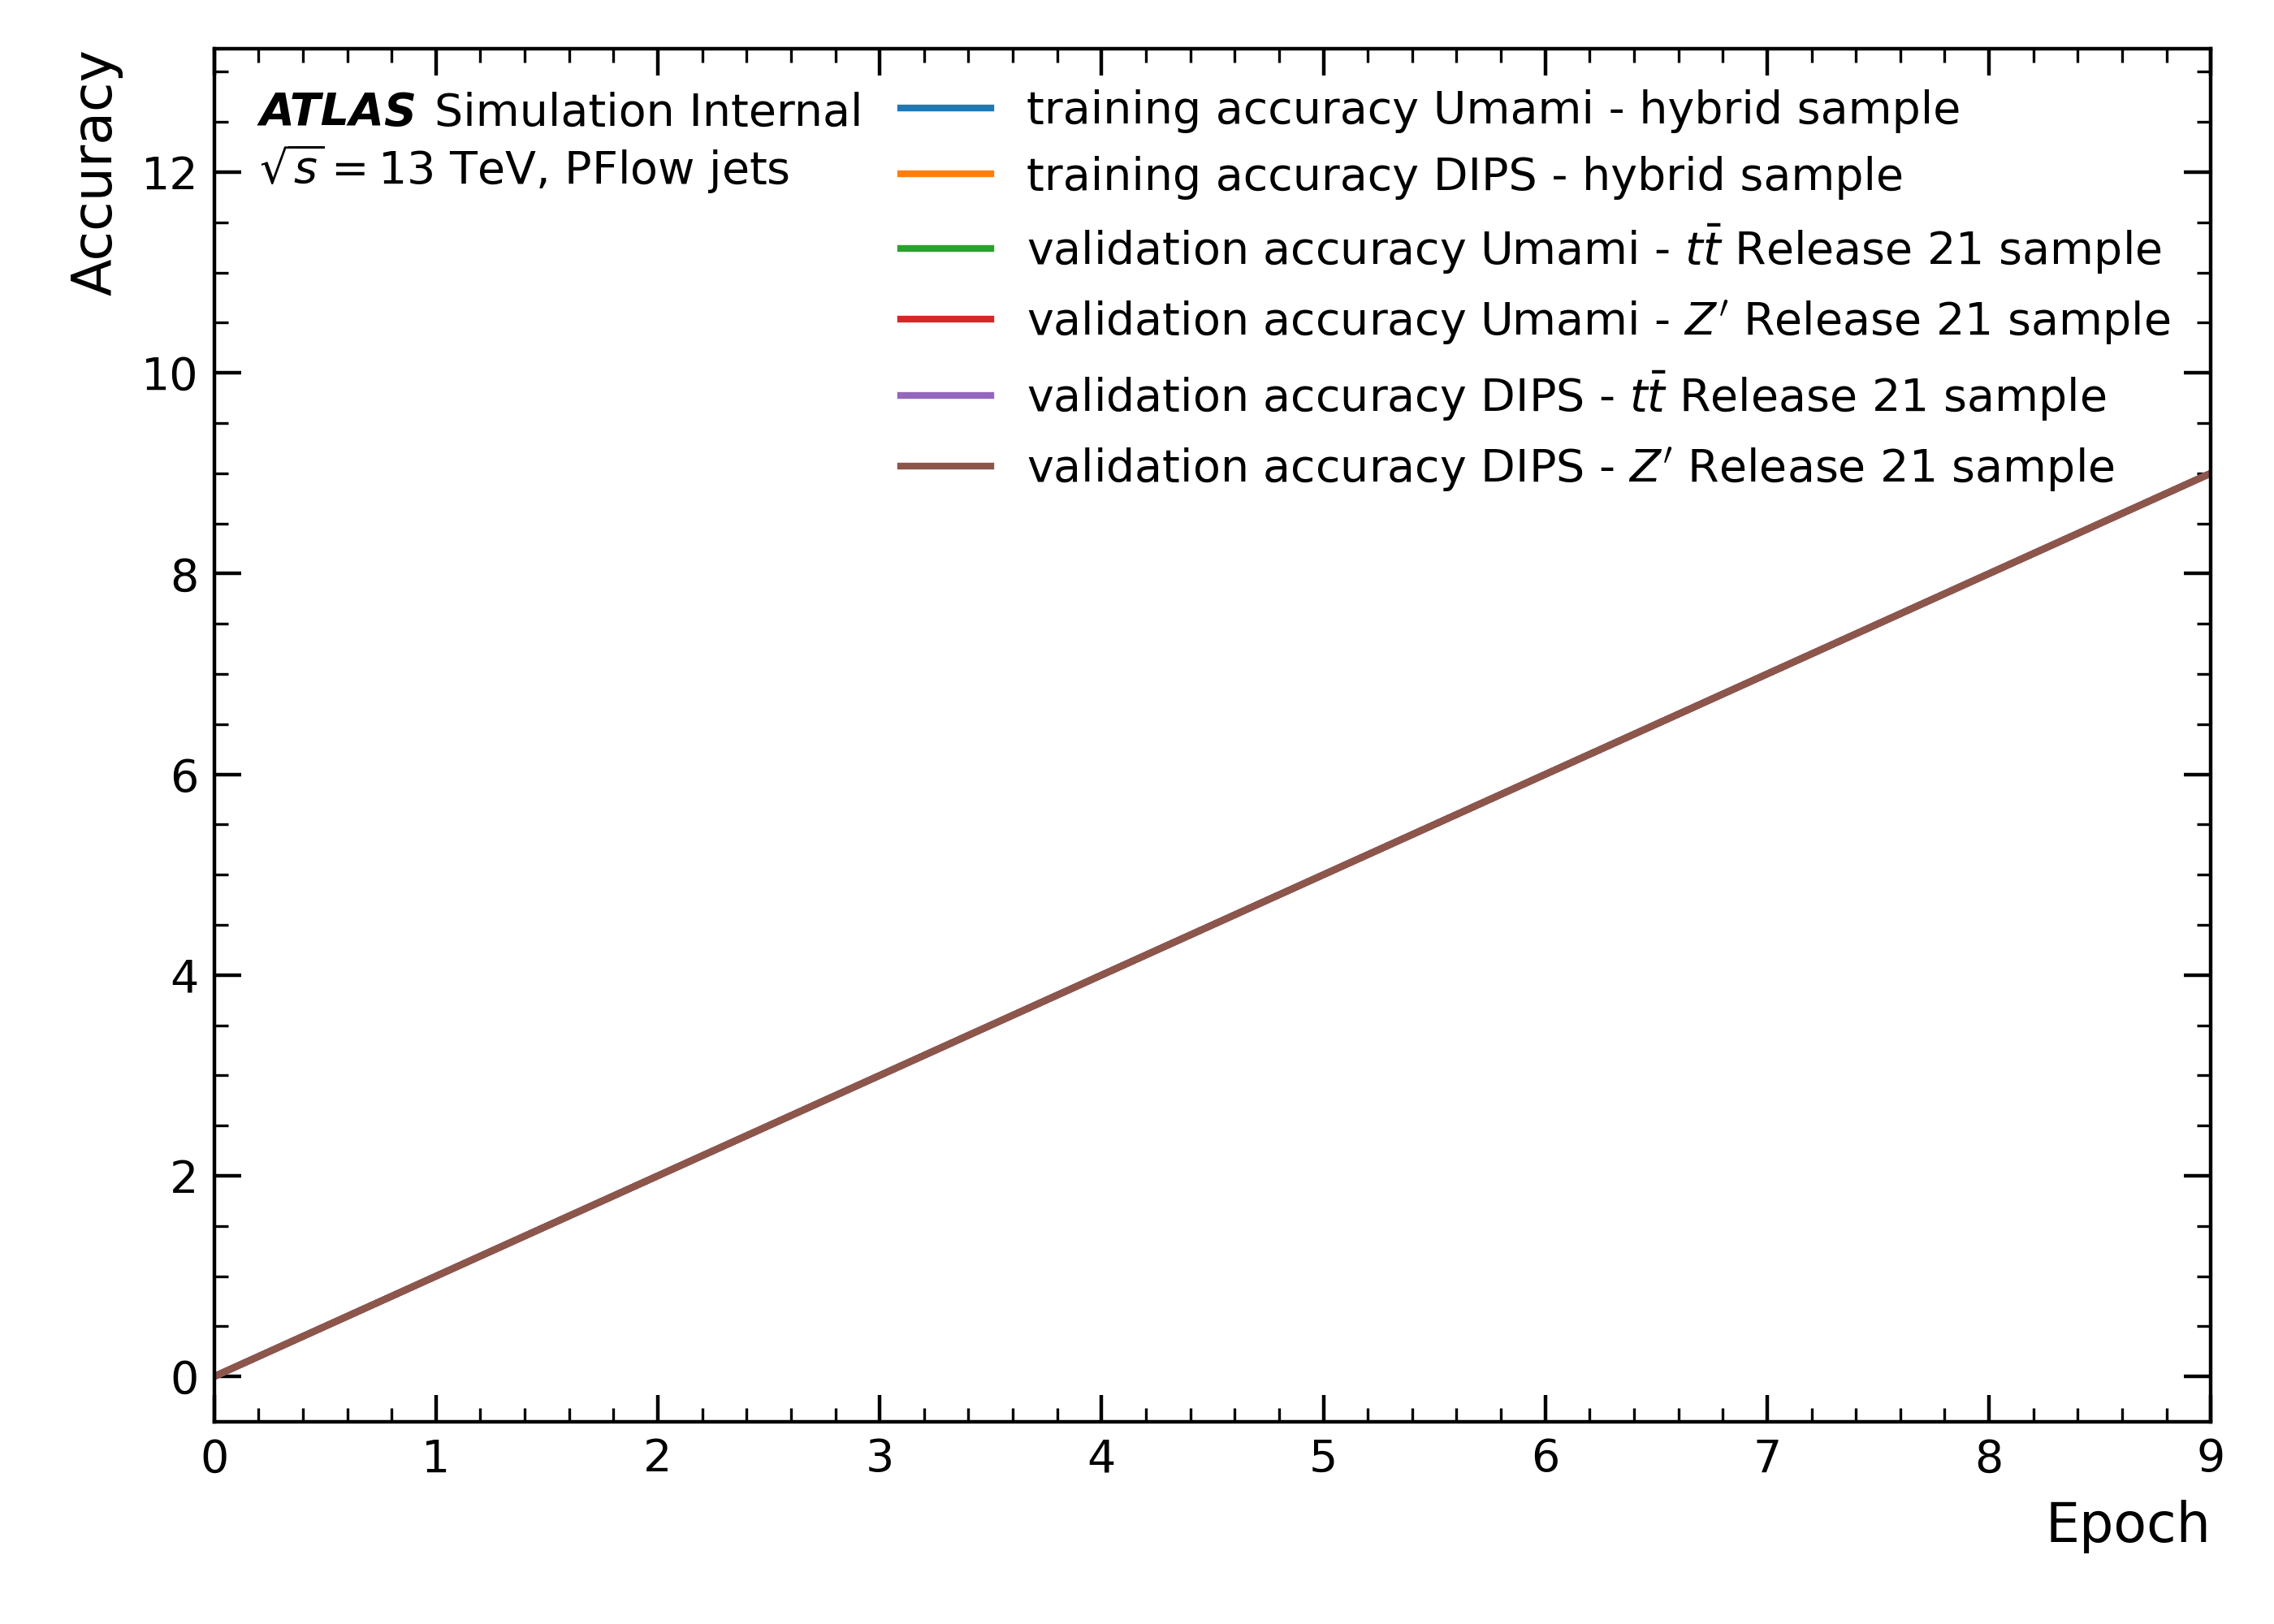 Accuracy
ATLAS Simulation Internal
√s = 13 TeV, PFlow jets
training accuracy Umami - hybrid sample
training accuracy DIPS - hybrid sample
validation accuracy Umami - tt̄ Release 21 sample
validation accuracy Umami - Z′ Release 21 sample
validation accuracy DIPS - tt̄ Release 21 sample
validation accuracy DIPS - Z′ Release 21 sample
12
10
8
6
4
2
0
0 1 2 3 4 5 6 7 8 9
Epoch